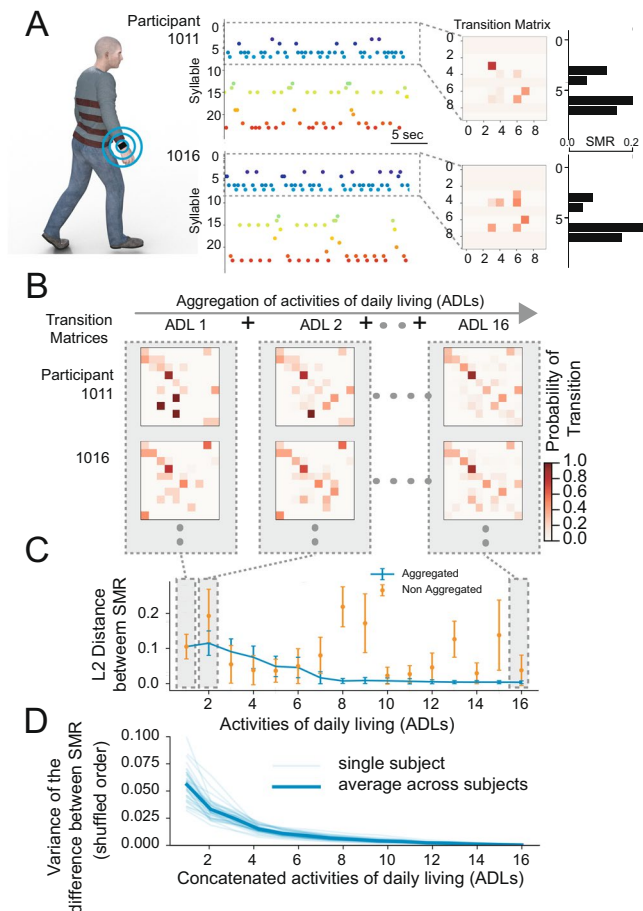 A
Participant
1011
Syllable
0
5
10
15
20
5 sec
Transition Matrix
0
2
4
6
8
0 2 4 6 8
0
5
SMR
0 0.2
1016
Syllable
0
5
10
15
20
0
2
4
6
8
0 2 4 6 8
0
5
B
Aggregation of activities of daily living (ADLs)
Transition
Matrices
ADL 1 + ADL 2 + + ADL 16
Participant
1011
1016
Probability of
Transition
1.0
0.8
0.6
0.4
0.2
0.0
C
L2 Distance
betweem SMR
Aggregated
Non Aggregated
0.2
0.1
0.0
2 4 6 8 10 12 14 16
Activities of daily living (ADLs)
D
Variance of the
difference between SMR
(shuffled order)
0.100
0.075
0.050
0.025
0.000
single subject
average across subjects
2 4 6 8 10 12 14 16
Concatenated activities of daily living (ADLs)